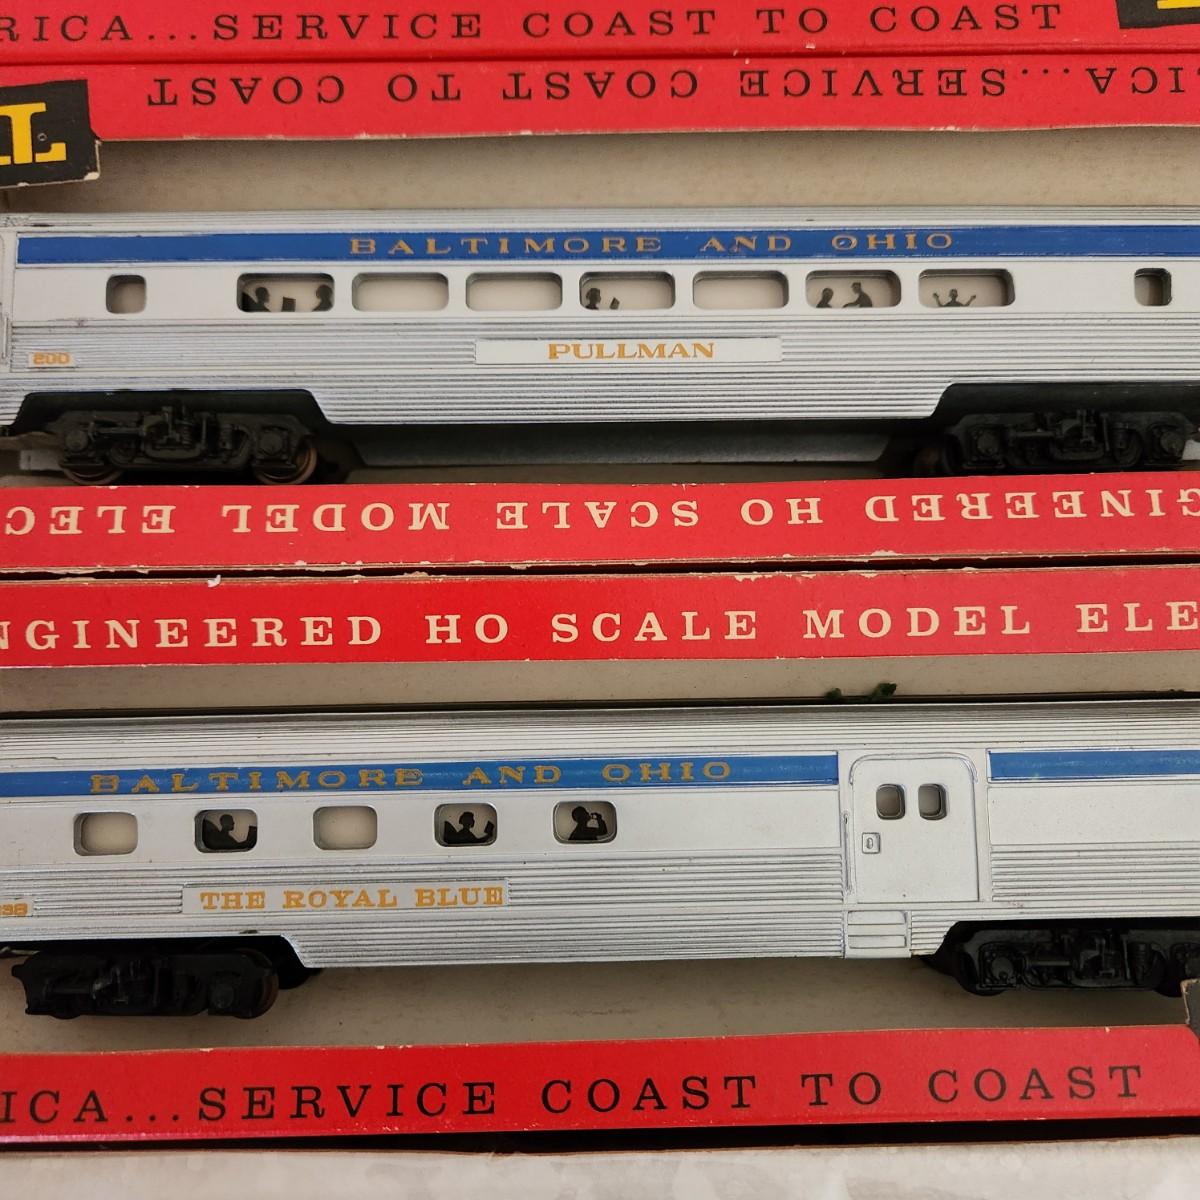 RICA...SERVICE COAST TO COAST
ICA...SERVICE COAST TO COAST
T
BALTIMORE AND OHIO
200
PULLMAN
GINEERED HO SCALE MODEL ELEC
NGINEERED HO SCALE MODEL ELE
BALTIMORE AND OHIO
THE ROYAL BLUE
ICA...SERVICE COAST TO COAST